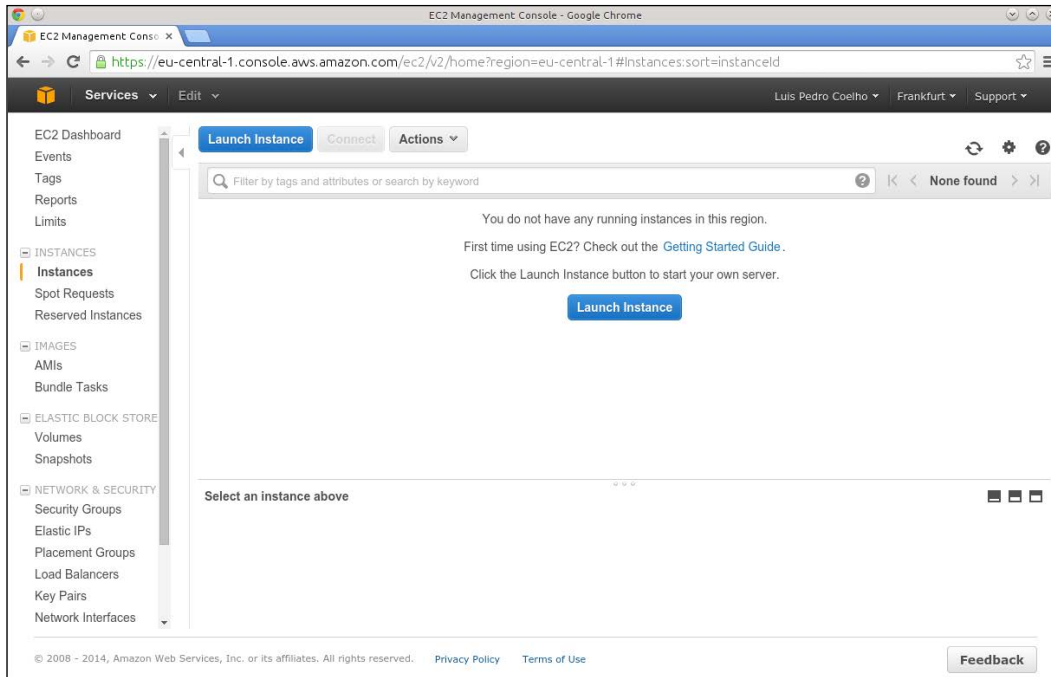 EC2 Management Console - Google Chrome
EC2 Management Conso
https://eu-central-1.console.aws.amazon.com/ec2/v2/home?region=eu-central-1#Instances:sort=instanceId
Services Edit Luis Pedro Coelho Frankfurt Support
EC2 Dashboard
Events
Tags
Reports
Limits
INSTANCES
Instances
Spot Requests
Reserved Instances
IMAGES
AMIs
Bundle Tasks
ELASTIC BLOCK STORE
Volumes
Snapshots
NETWORK & SECURITY
Security Groups
Elastic IPs
Placement Groups
Load Balancers
Key Pairs
Network Interfaces
Launch Instance Connect Actions
Filter by tags and attributes or search by keyword None found
You do not have any running instances in this region.
First time using EC2? Check out the Getting Started Guide.
Click the Launch Instance button to start your own server.
Launch Instance
Select an instance above
© 2008 - 2014, Amazon Web Services, Inc. or its affiliates. All rights reserved. Privacy Policy Terms of Use Feedback